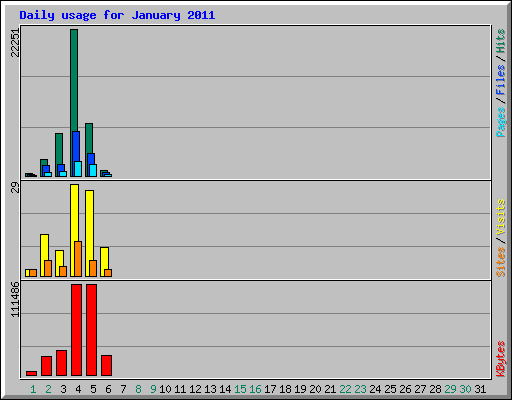 Daily usage for January 2011
22251
Pages/Files/Hits
29
Sites/Visits
111486
KBytes
1 2 3 4 5 6 7 8 9 10 11 12 13 14 15 16 17 18 19 20 21 22 23 24 25 26 27 28 29 30 31